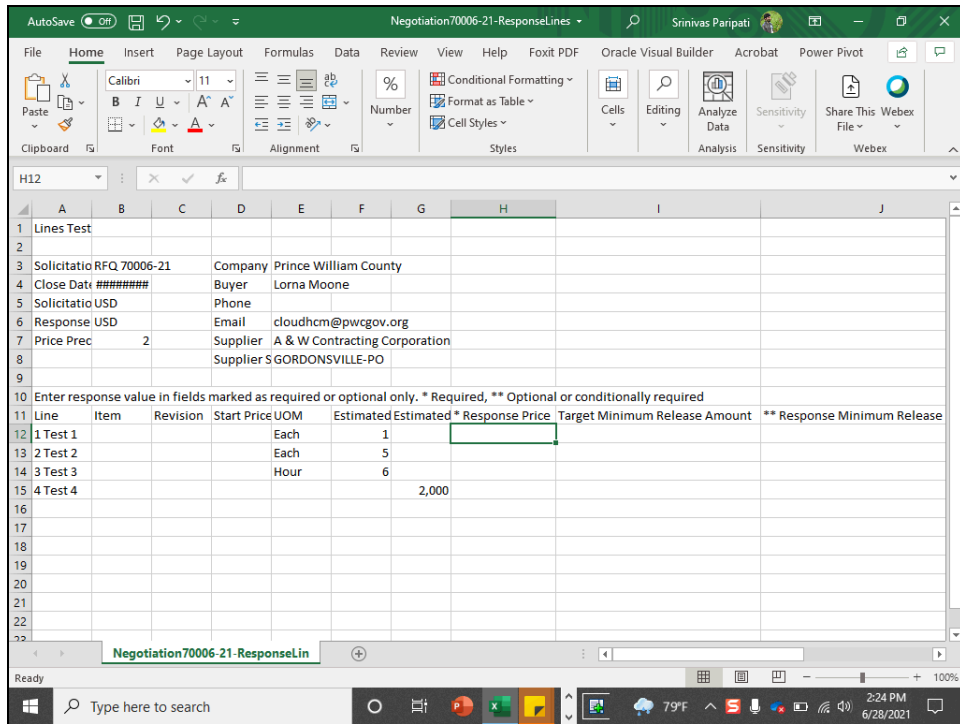 AutoSave Off Negotiation70006-21-ResponseLines Srinivas Paripati
File Home Insert Page Layout Formulas Data Review View Help Foxit PDF Oracle Visual Builder Acrobat Power Pivot
Paste Calibri 11 ab c % Conditional Formatting Format as Table Cell Styles Number Cells Editing Analyze Data Sensitivity Share This File Webex
B I U A A A
Clipboard Font Alignment Styles Analysis Sensitivity Webex
H12 fx
A B C D E F G H I J
1 Lines Test
2
3 Solicitatio RFQ 70006-21 Company Prince William County
4 Close Date ######## Buyer Lorna Moone
5 Solicitatio USD Phone
6 Response USD Email cloudhcm@pwcgov.org
7 Price Prec 2 Supplier A & W Contracting Corporation
8 Supplier S GORDONSVILLE-PO
9
10 Enter response value in fields marked as required or optional only. * Required, ** Optional or conditionally required
11 Line Item Revision Start Price UOM Estimated Estimated * Response Price Target Minimum Release Amount ** Response Minimum Release
12 1 Test 1 Each 1
13 2 Test 2 Each 5
14 3 Test 3 Hour 6
15 4 Test 4 2,000
16
17
18
19
20
21
22
23
Negotiation70006-21-ResponseLin
Ready 100%
Type here to search 79°F 2:24 PM
6/28/2021